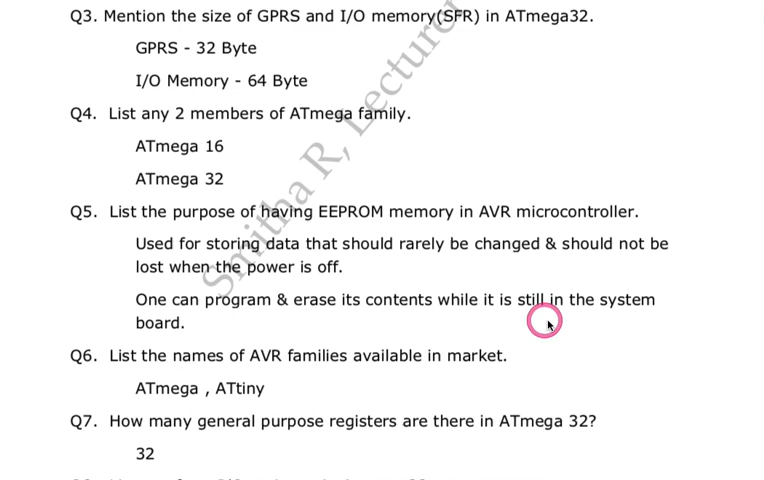 Q3. Mention the size of GPRS and I/O memory(SFR) in ATmega32.
GPRS - 32 Byte
I/O Memory - 64 Byte
Q4. List any 2 members of ATmega family.
ATmega 16
ATmega 32
Q5. List the purpose of having EEPROM memory in AVR microcontroller.
Used for storing data that should rarely be changed & should not be
lost when the power is off.
One can program & erase its contents while it is still in the system
board.
Q6. List the names of AVR families available in market.
ATmega , ATtiny
Q7. How many general purpose registers are there in ATmega 32?
32
Smitha R, Lecturer